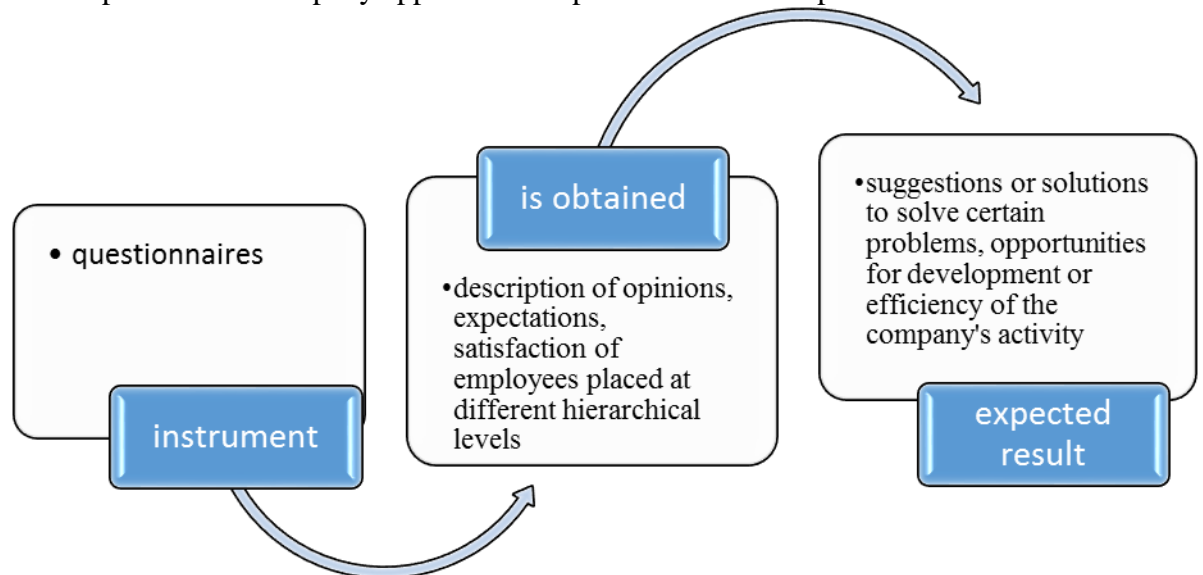 • questionnaires
instrument
is obtained
•description of opinions,
expectations,
satisfaction of
employees placed at
different hierarchical
levels
•suggestions or solutions
to solve certain
problems, opportunities
for development or
efficiency of the
company's activity
expected
result